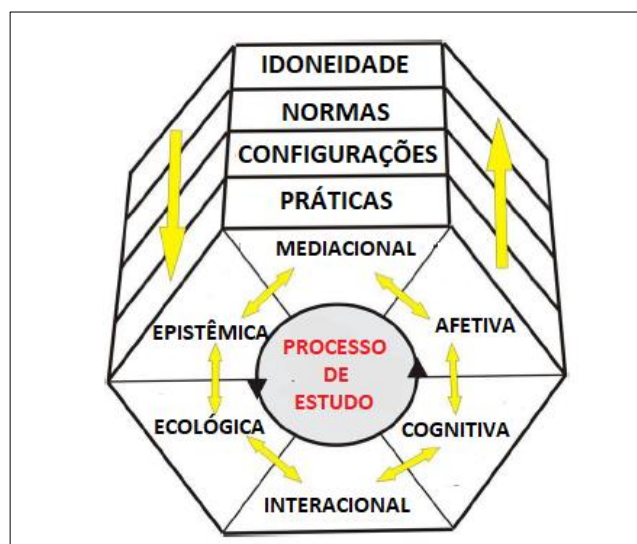 IDONEIDADE
NORMAS
CONFIGURAÇÕES
PRÁTICAS
MEDIACIONAL
EPISTÊMICA
AFETIVA
PROCESSO
DE
ESTUDO
ECOLÓGICA
COGNITIVA
INTERACIONAL